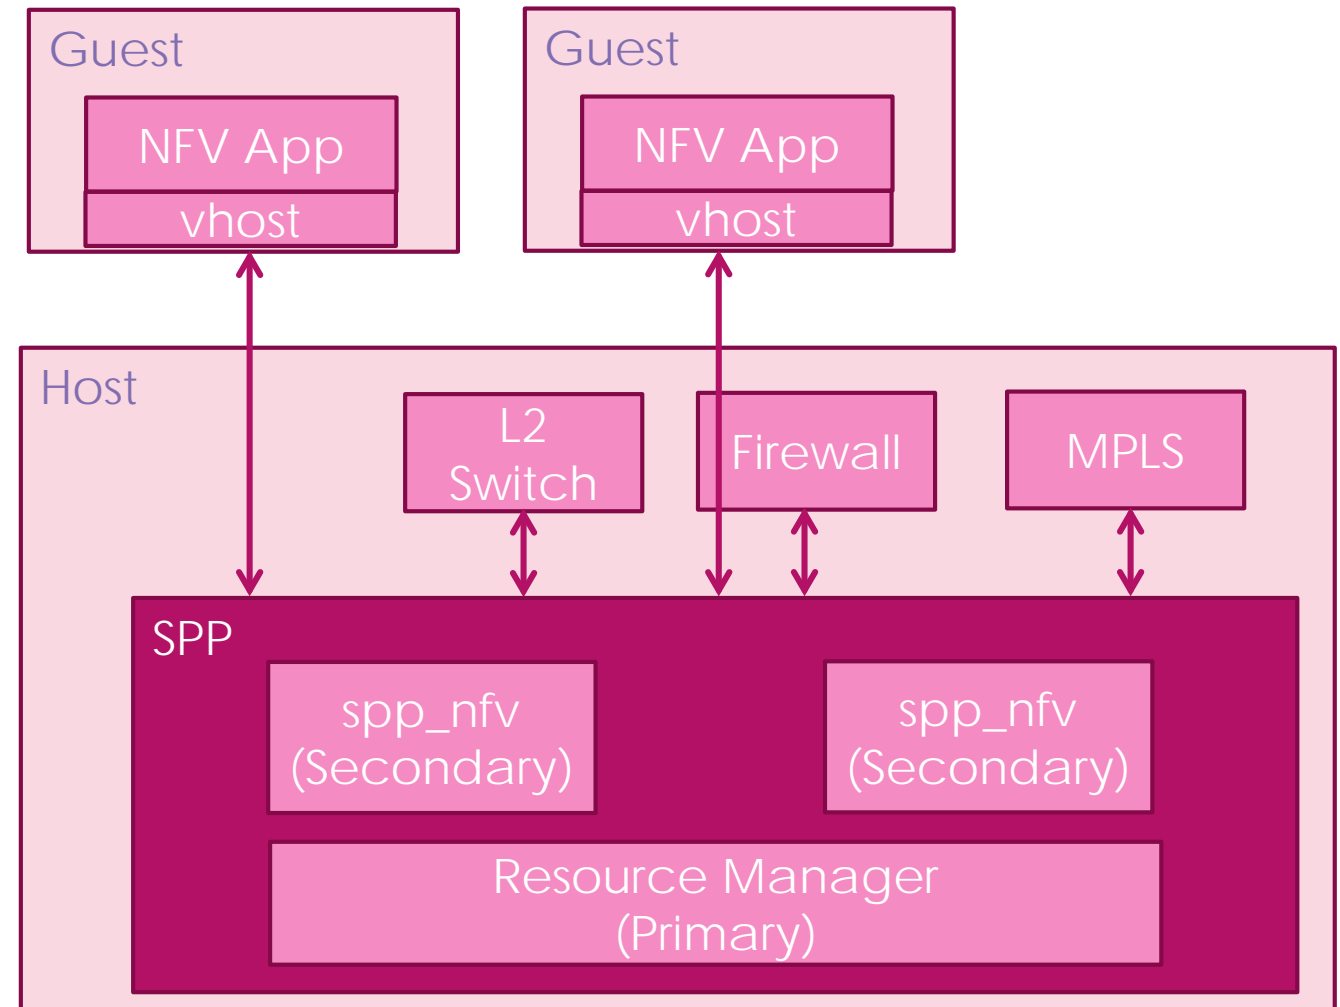 Guest
NFV App
vhost
Guest
NFV App
vhost
Host
L2
Switch
Firewall
MPLS
SPP
spp_nfv
(Secondary)
spp_nfv
(Secondary)
Resource Manager
(Primary)